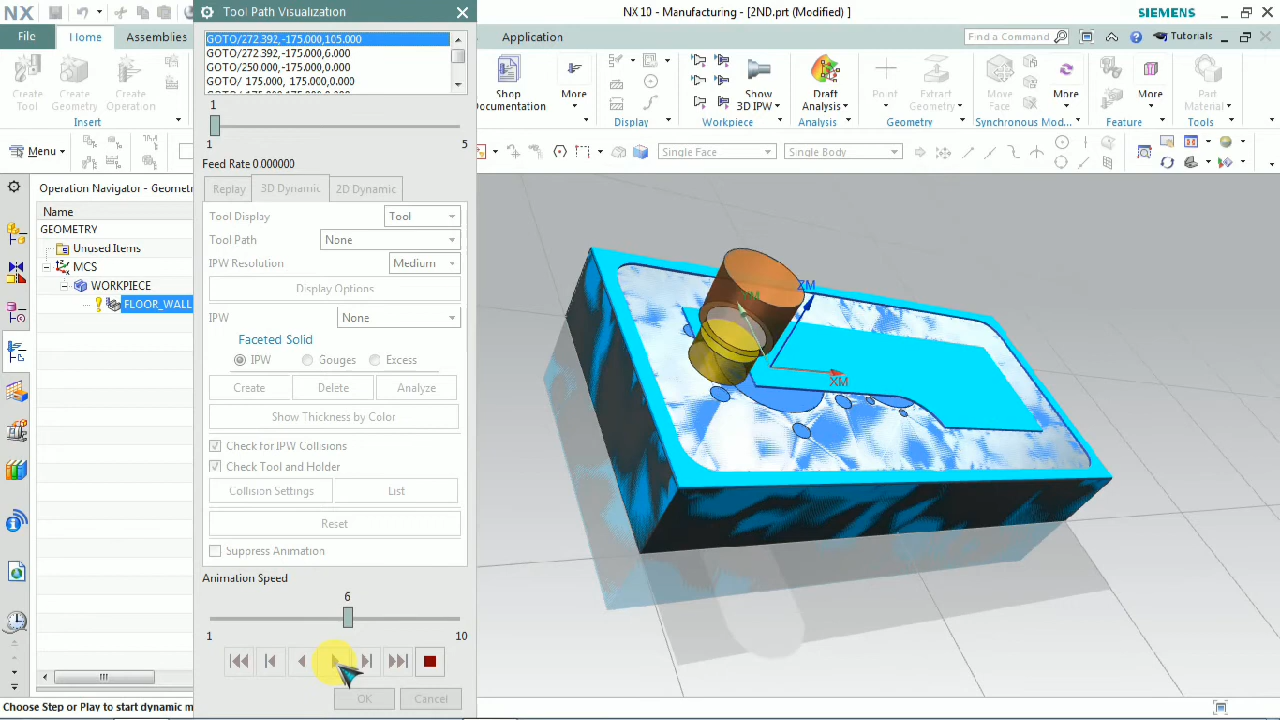 NX
Tool Path Visualization
NX 10 - Manufacturing - [2ND.prt (Modified) ]
SIEMENS
File
Home
Assemblies
Application
Find a Command
Tutorials
Create Tool
Create Geometry
Create Operation
Insert
Shop Documentation
More
Display
Show 3D IPW
Workpiece
Draft Analysis
Analysis
Point
Extract Geometry
Geometry
Move Face
More
Synchronous Mod...
More
Feature
Part Material
Tools
Menu
Single Face
Single Body
GOTO/272.392,-175.000,105.000
GOTO/272.392,-175.000,6.000
GOTO/250.000,-175.000,0.000
1
1
5
Feed Rate 0.000000
Replay
3D Dynamic
2D Dynamic
Tool Display
Tool
Tool Path
None
IPW Resolution
Medium
Display Options
IPW
None
Faceted Solid
IPW
Gouges
Excess
Create
Delete
Analyze
Show Thickness by Color
Check for IPW Collisions
Check Tool and Holder
Collision Settings
List
Reset
Suppress Animation
Animation Speed
6
1
10
OK
Cancel
Operation Navigator - Geomet
Name
GEOMETRY
Unused Items
MCS
WORKPIECE
FLOOR_WALL
Choose Step or Play to start dynamic m
YM
ZM
XM